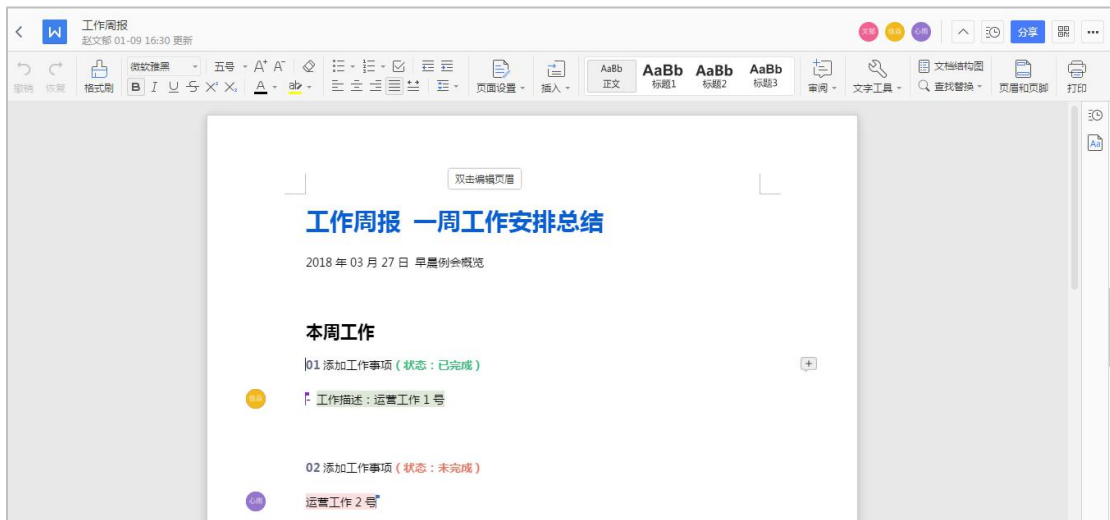 工作周报
赵文郁 01-09 16:30 更新
文郁 心雨 分享
撤销 恢复 格式刷 微软雅黑 五号 A⁺ A⁻
B I U S X² X₂ A ab
页面设置 插入
AaBb 正文 AaBb 标题1 AaBb 标题2 AaBb 标题3
审阅 文字工具 文档结构图 查找替换 页眉和页脚 打印
Aa
双击编辑页眉
工作周报 一周工作安排总结
2018 年 03 月 27 日 早晨例会概览
本周工作
01 添加工作事项 ( 状态：已完成 )
- 工作描述：运营工作 1 号
02 添加工作事项 ( 状态：未完成 )
心雨 运营工作 2 号